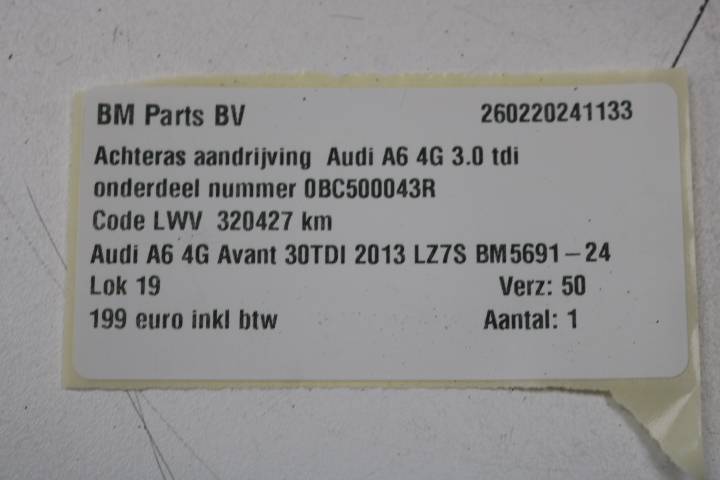 BM Parts BV 260220241133
Achteras aandrijving Audi A6 4G 3.0 tdi
onderdeel nummer 0BC500043R
Code LWV 320427 km
Audi A6 4G Avant 30TDI 2013 LZ7S BM5691-24
Lok 19 Verz: 50
199 euro inkl btw Aantal: 1